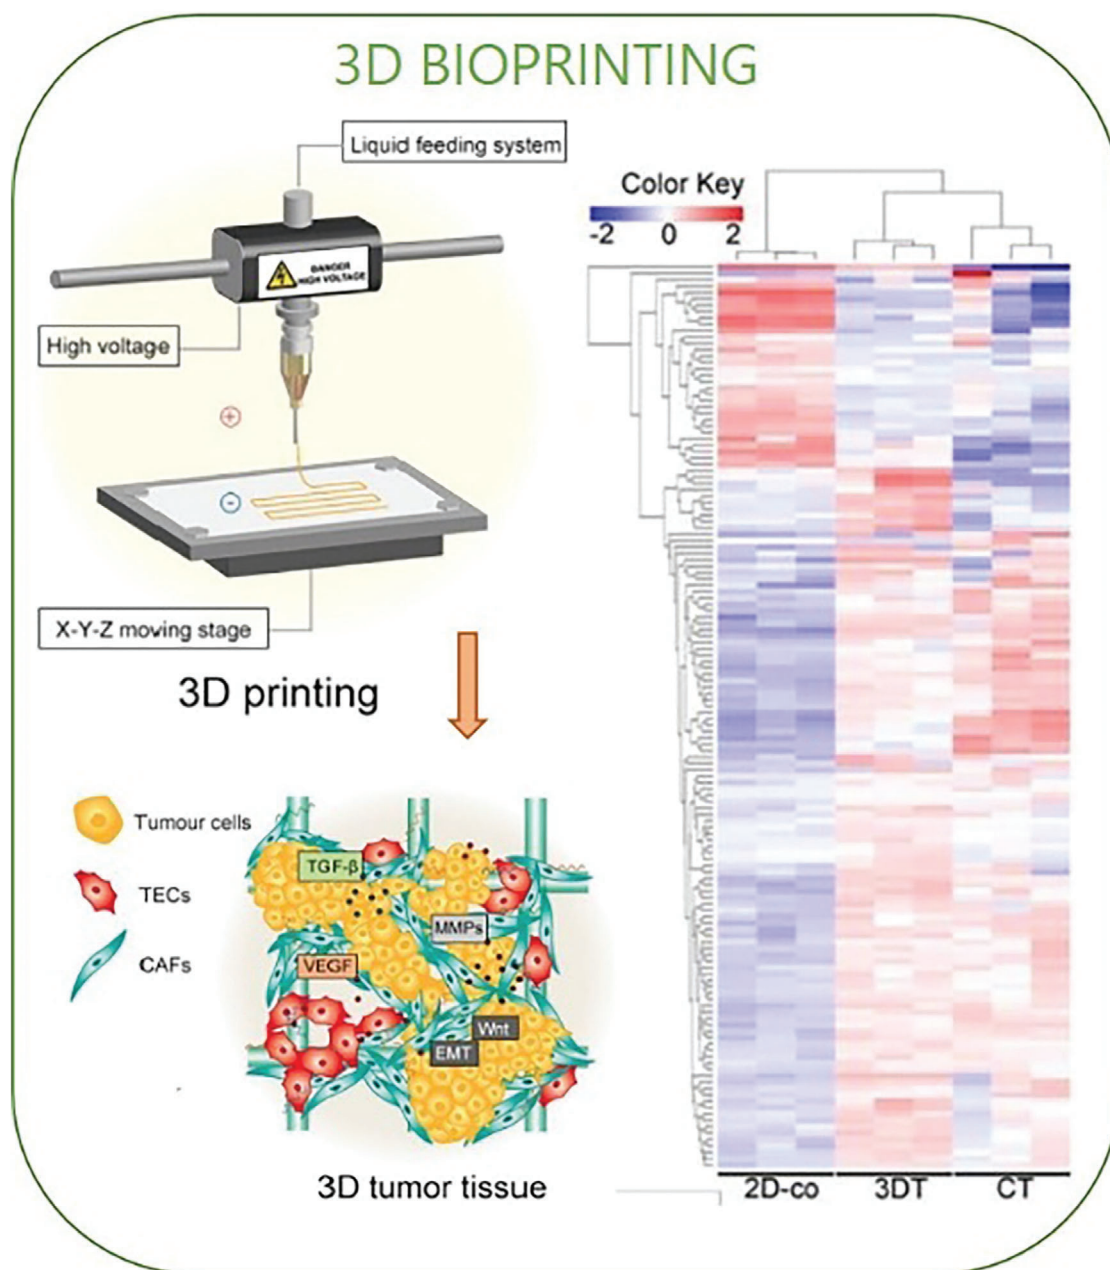 3D BIOPRINTING
Liquid feeding system
DANGER
HIGH VOLTAGE
High voltage
+
-
X-Y-Z moving stage
3D printing
Tumour cells
TECs
CAFs
TGF-β
MMPs
VEGF
Wnt
EMT
3D tumor tissue
Color Key
-2 0 2
2D-co 3DT CT